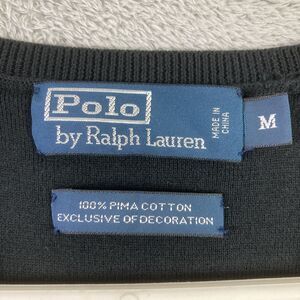 Polo
by Ralph Lauren
MADE IN
CHINA
M
100% PIMA COTTON
EXCLUSIVE OF DECORATION